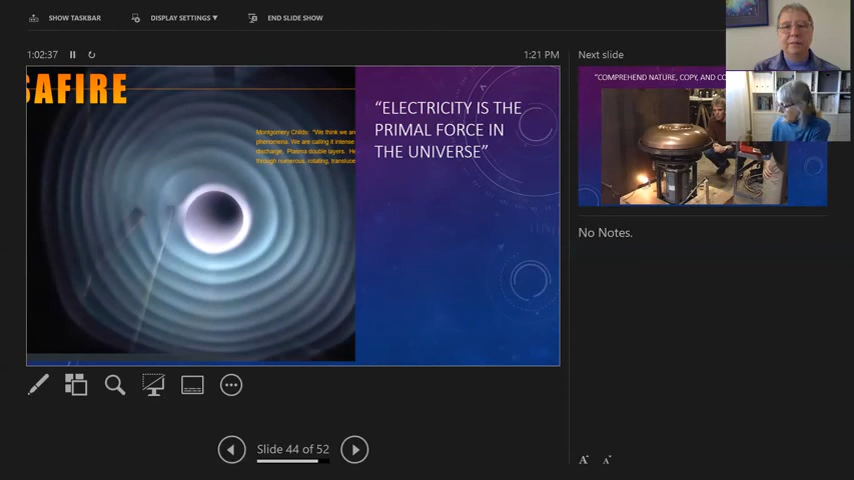 SHOW TASKBAR
DISPLAY SETTINGS ▼
END SLIDE SHOW
1:02:37
1:21 PM
SAFIRE
Montgomery Childs: "We think we are
phenomena. We are calling it intense
discharge, Plasma double layers. He
through numerous, rotating, transluce
"ELECTRICITY IS THE
PRIMAL FORCE IN
THE UNIVERSE"
Next slide
"COMPREHEND NATURE, COPY, AND CO
No Notes.
Slide 44 of 52
A A